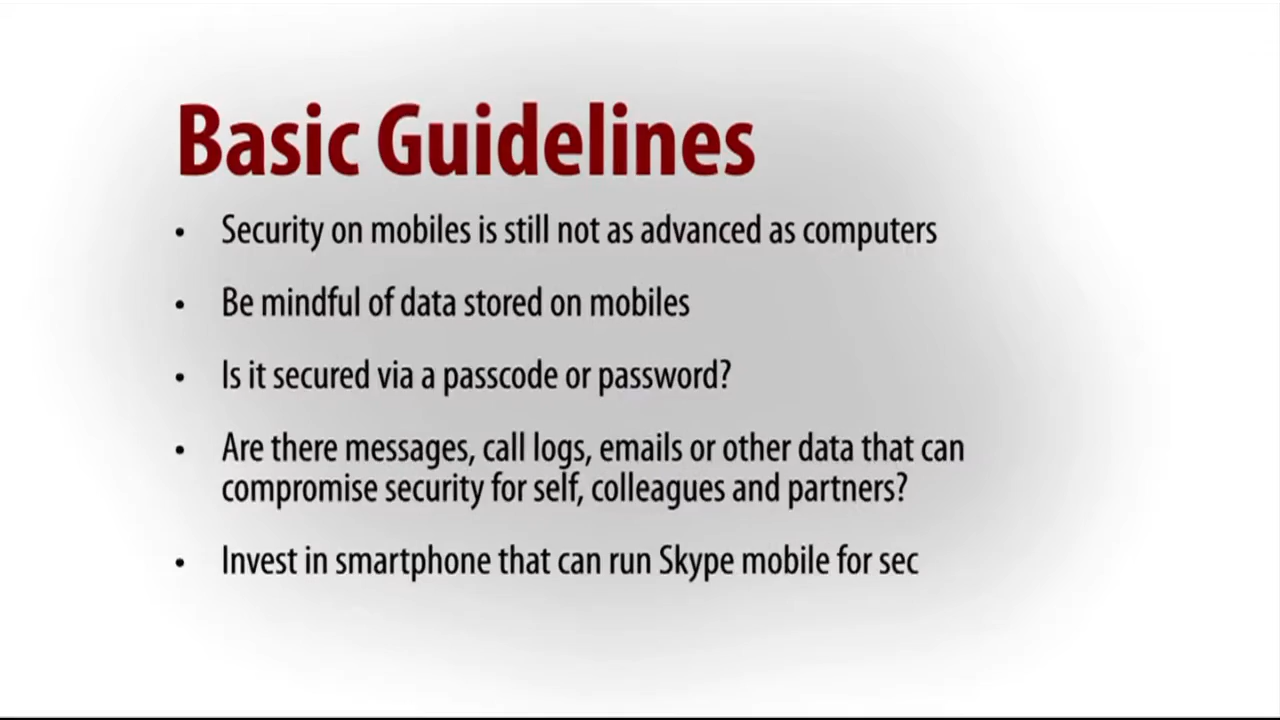 Basic Guidelines
• Security on mobiles is still not as advanced as computers
• Be mindful of data stored on mobiles
• Is it secured via a passcode or password?
• Are there messages, call logs, emails or other data that can
compromise security for self, colleagues and partners?
• Invest in smartphone that can run Skype mobile for sec